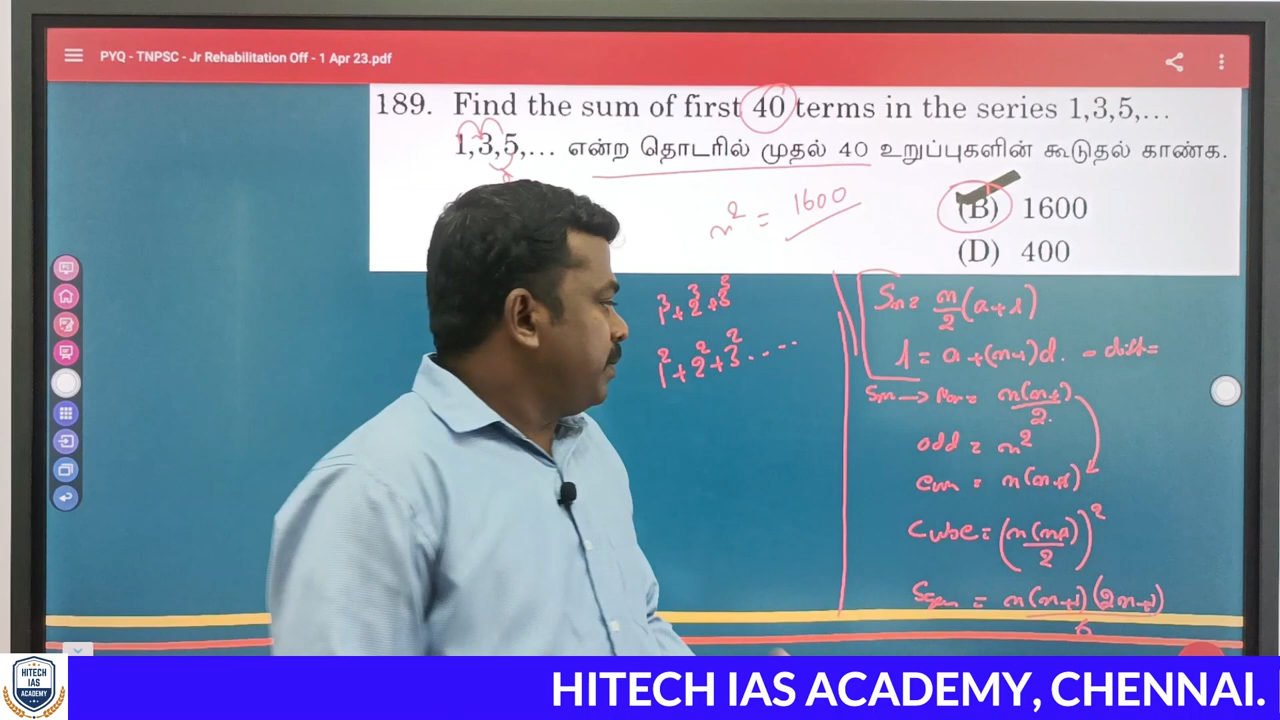 PYQ - TNPSC - Jr Rehabilitation Off - 1 Apr 23.pdf
189. Find the sum of first 40 terms in the series 1,3,5,...
1,3,5,... என்ற தொடரில் முதல் 40 உறுப்புகளின் கூடுதல் காண்க.
n² = 1600
(B) 1600
(D) 400
1³+2³+3³
1²+2²+3²....
Sn= n/2(a+l)
l = a+(n-1)d. - diff=
Sn → = n(n+1)/2.
odd = n²
= n(n+1)
Cube = (n(n+1)/2)²
= n(n+1)(2n+1)/6
HITECH
IAS
ACADEMY
HITECH IAS ACADEMY, CHENNAI.